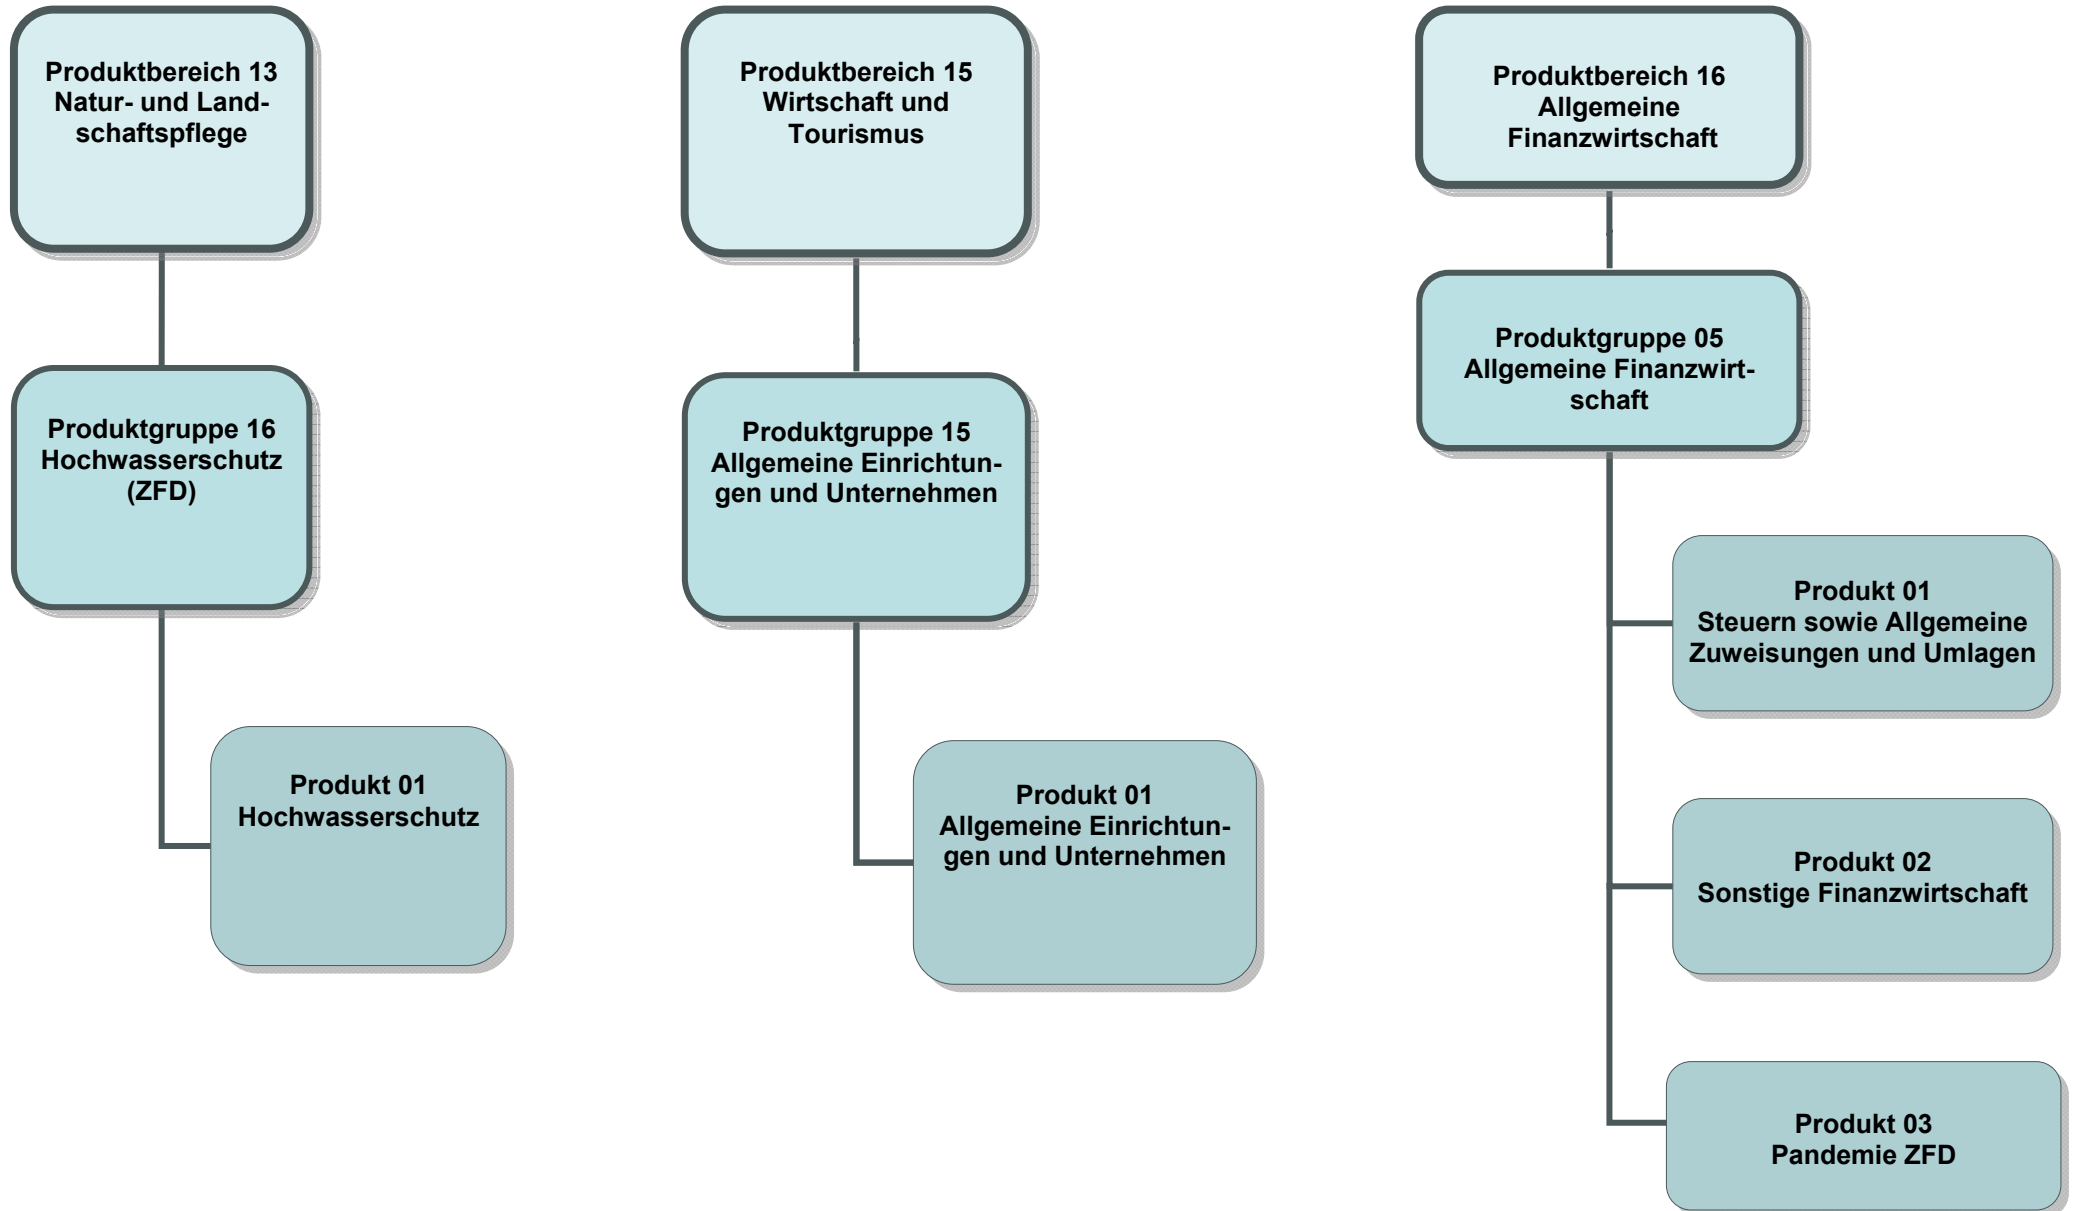 Produktbereich 13
Natur- und Land-
schaftspflege
Produktgruppe 16
Hochwasserschutz
(ZFD)
Produkt 01
Hochwasserschutz
Produktbereich 15
Wirtschaft und
Tourismus
Produktgruppe 15
Allgemeine Einrichtun-
gen und Unternehmen
Produkt 01
Allgemeine Einrichtun-
gen und Unternehmen
Produktbereich 16
Allgemeine
Finanzwirtschaft
Produktgruppe 05
Allgemeine Finanzwirt-
schaft
Produkt 01
Steuern sowie Allgemeine
Zuweisungen und Umlagen
Produkt 02
Sonstige Finanzwirtschaft
Produkt 03
Pandemie ZFD